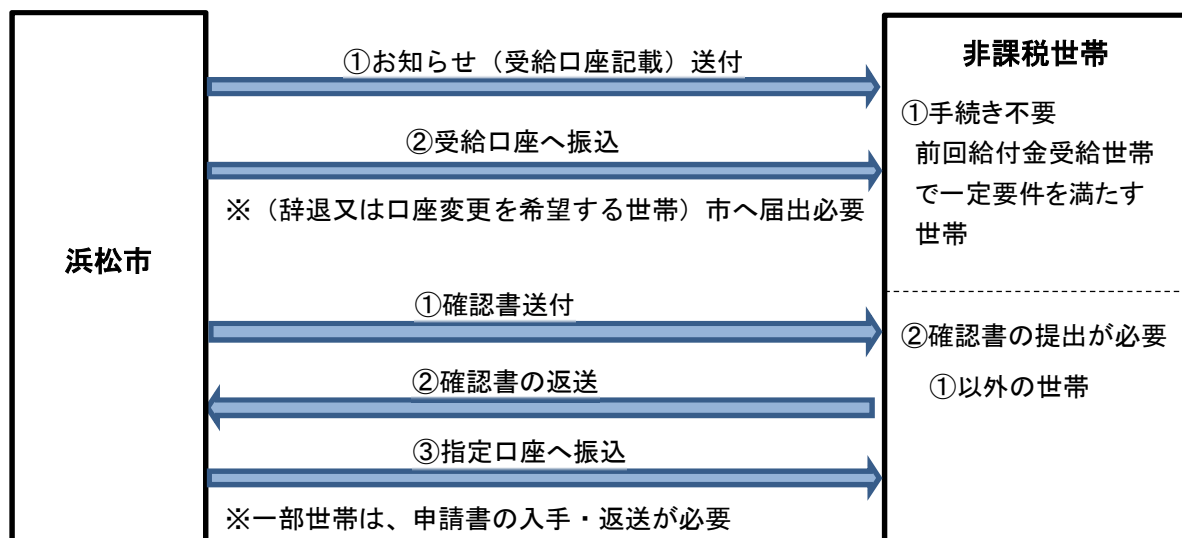 浜松市
①お知らせ（受給口座記載）送付
②受給口座へ振込
※（辞退又は口座変更を希望する世帯）市へ届出必要
①確認書送付
②確認書の返送
③指定口座へ振込
※一部世帯は、申請書の入手・返送が必要
非課税世帯
①手続き不要
前回給付金受給世帯
で一定要件を満たす
世帯
②確認書の提出が必要
①以外の世帯